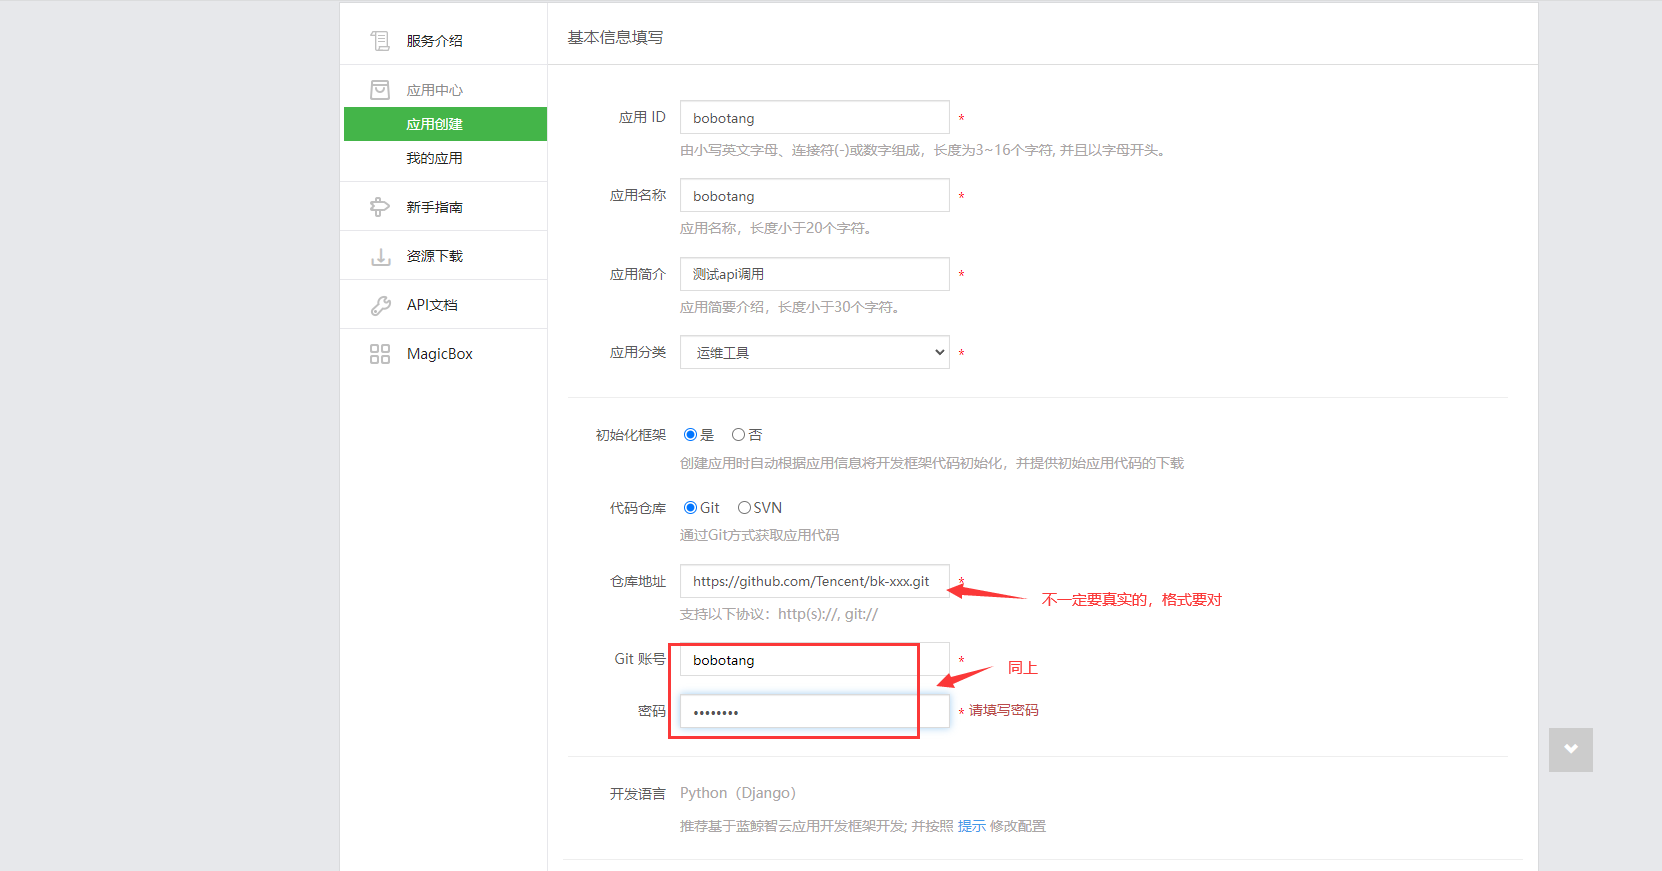 服务介绍
应用中心
应用创建
我的应用
新手指南
资源下载
API文档
MagicBox
基本信息填写
应用 ID bobotang *
由小写英文字母、连接符(-)或数字组成，长度为3~16个字符, 并且以字母开头。
应用名称 bobotang *
应用名称，长度小于20个字符。
应用简介 测试api调用 *
应用简要介绍，长度小于30个字符。
应用分类 运维工具 *
初始化框架 是 否
创建应用时自动根据应用信息将开发框架代码初始化，并提供初始应用代码的下载
代码仓库 Git SVN
通过Git方式获取应用代码
仓库地址 https://github.com/Tencent/bk-xxx.git *
不一定要真实的，格式要对
支持以下协议：http(s)://, git://
Git 账号 bobotang *
同上
密码 •••••••• * 请填写密码
开发语言 Python（Django）
推荐基于蓝鲸智云应用开发框架开发; 并按照 提示 修改配置